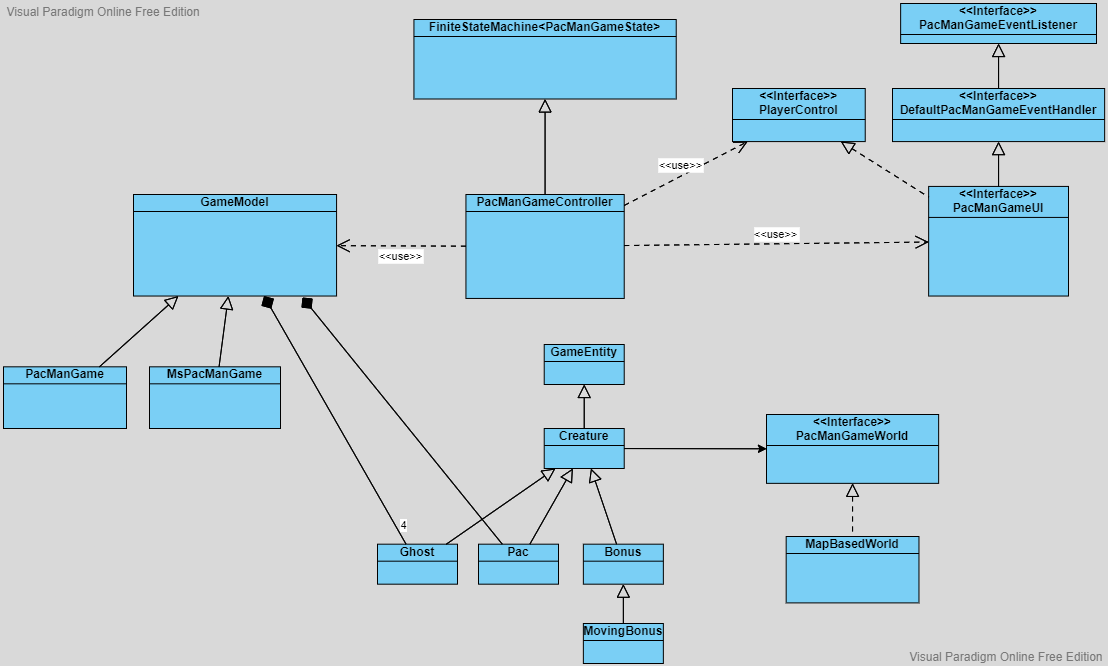 Visual Paradigm Online Free Edition
FiniteStateMachine<PacManGameState>
<<Interface>>
PacManGameEventListener
<<Interface>>
PlayerControl
<<Interface>>
DefaultPacManGameEventHandler
<<use>>
GameModel
PacManGameController
<<Interface>>
PacManGameUI
<<use>>
<<use>>
PacManGame
MsPacManGame
GameEntity
Creature
<<Interface>>
PacManGameWorld
4
Ghost
Pac
Bonus
MapBasedWorld
MovingBonus
Visual Paradigm Online Free Edition